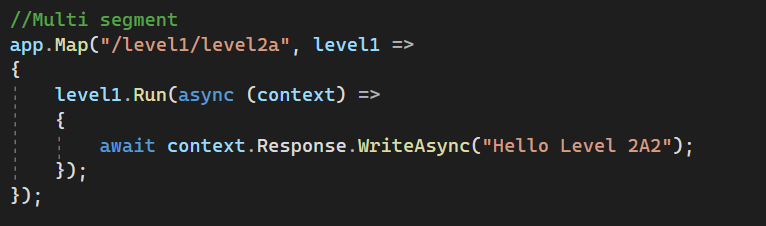 //Multi segment
app.Map("/level1/level2a", level1 =>
{
    level1.Run(async (context) =>
    {
        await context.Response.WriteAsync("Hello Level 2A2");
    });
});